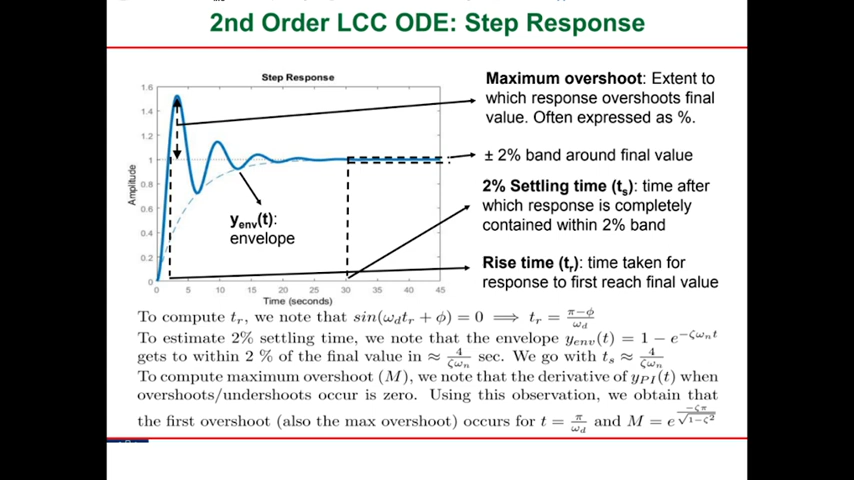 2nd Order LCC ODE: Step Response
Step Response
1.6
1.4
1.2
1
0.8
0.6
0.4
0.2
0
Amplitude
0 5 10 15 20 25 30 35 40 45
Time (seconds)
y_env(t):
envelope
Maximum overshoot: Extent to
which response overshoots final
value. Often expressed as %.
± 2% band around final value
2% Settling time (t_s): time after
which response is completely
contained within 2% band
Rise time (t_r): time taken for
response to first reach final value
To compute t_r, we note that sin(ω_d t_r + ϕ) = 0 ⟹ t_r = (π−ϕ)/ω_d
To estimate 2% settling time, we note that the envelope y_env(t) = 1 − e^{−ζω_n t}
gets to within 2 % of the final value in ≈ 4/(ζω_n) sec. We go with t_s ≈ 4/(ζω_n)
To compute maximum overshoot (M), we note that the derivative of y_PI(t) when
overshoots/undershoots occur is zero. Using this observation, we obtain that
the first overshoot (also the max overshoot) occurs for t = π/ω_d and M = e^{−ζπ/√(1−ζ²)}